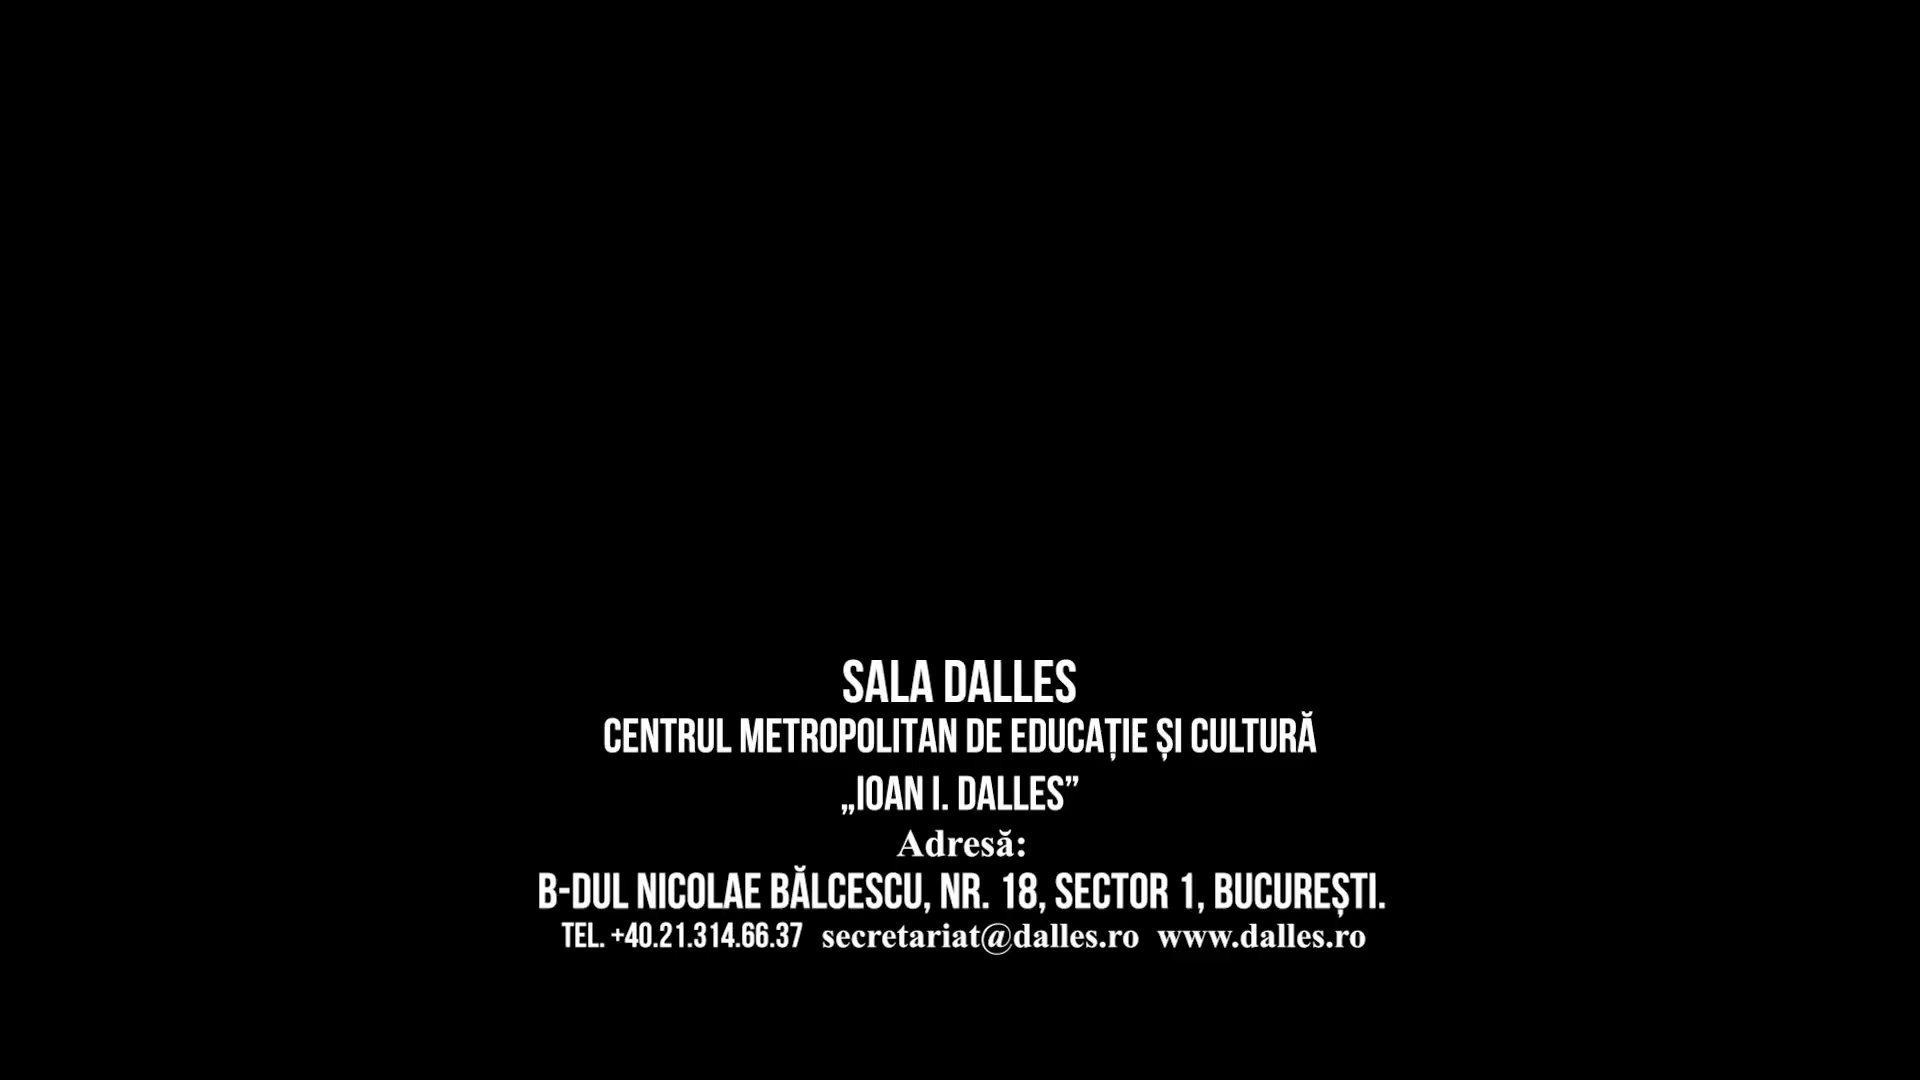 SALA DALLES
CENTRUL METROPOLITAN DE EDUCAȚIE ȘI CULTURĂ
„IOAN I. DALLES”
Adresă:
B-DUL NICOLAE BĂLCESCU, NR. 18, SECTOR 1, BUCUREȘTI.
TEL. +40.21.314.66.37 secretariat@dalles.ro www.dalles.ro